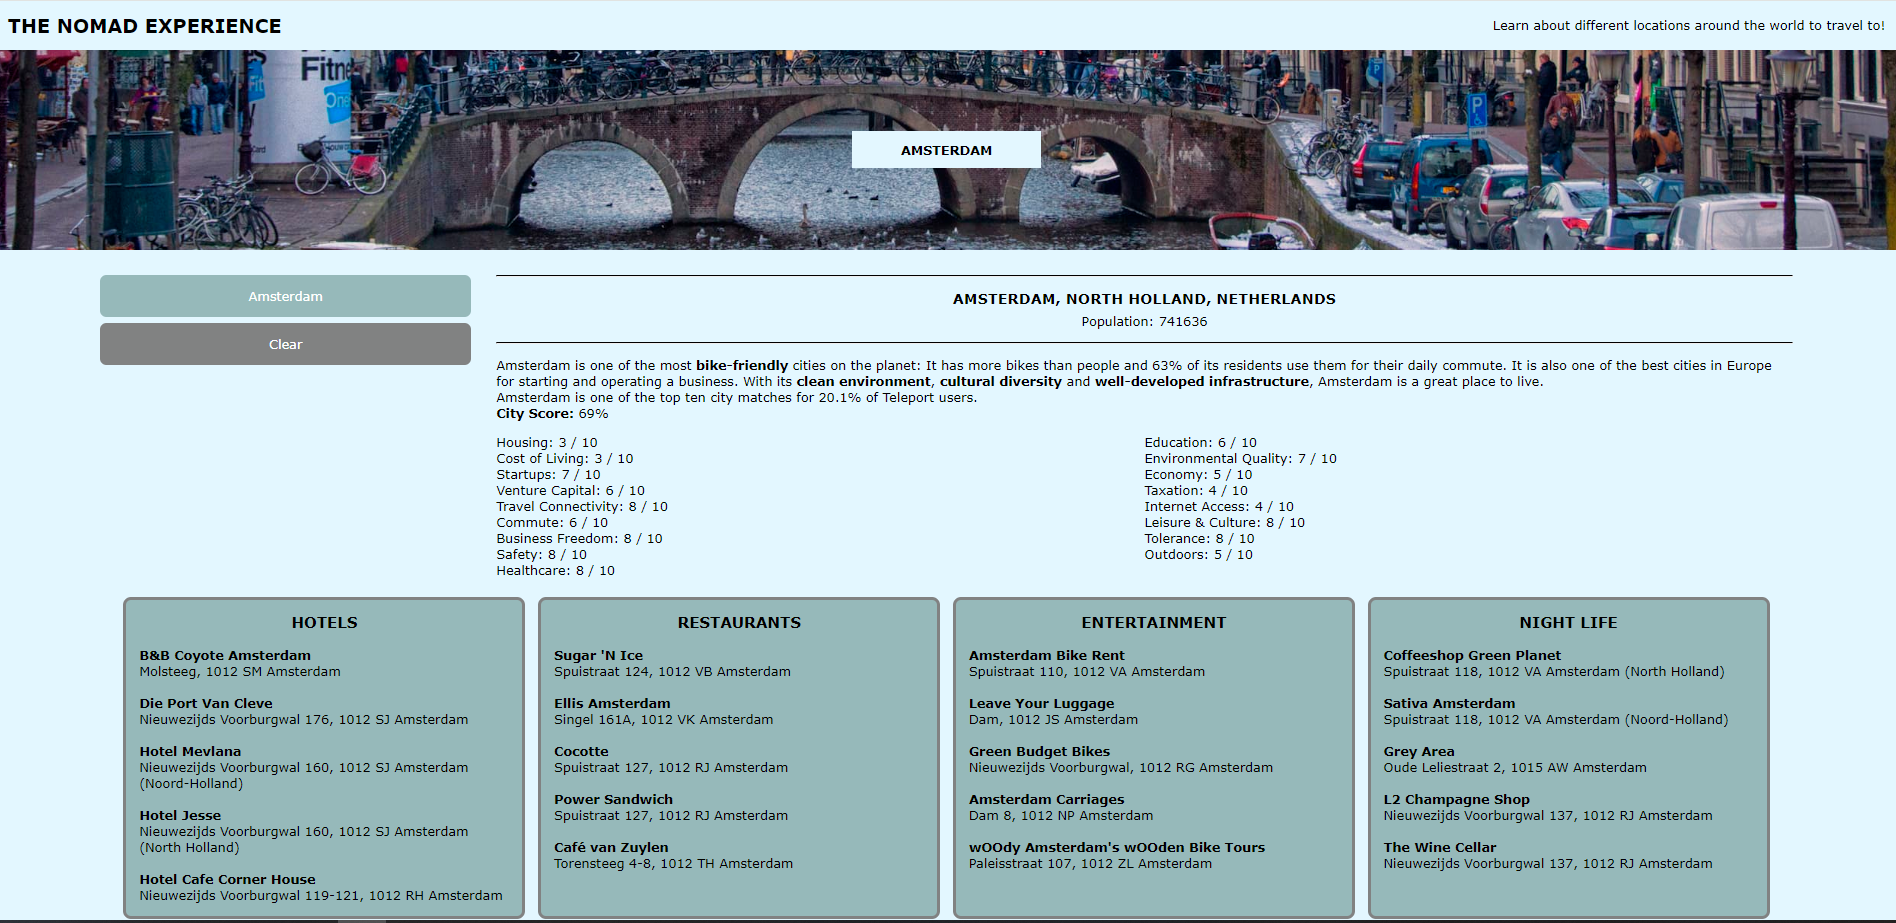 THE NOMAD EXPERIENCE
Learn about different locations around the world to travel to!
Fitne
Fit
One
P
P
AMSTERDAM
Amsterdam
Clear
AMSTERDAM, NORTH HOLLAND, NETHERLANDS
Population: 741636
Amsterdam is one of the most bike-friendly cities on the planet: It has more bikes than people and 63% of its residents use them for their daily commute. It is also one of the best cities in Europe
for starting and operating a business. With its clean environment, cultural diversity and well-developed infrastructure, Amsterdam is a great place to live.
Amsterdam is one of the top ten city matches for 20.1% of Teleport users.
City Score: 69%
Housing: 3 / 10
Cost of Living: 3 / 10
Startups: 7 / 10
Venture Capital: 6 / 10
Travel Connectivity: 8 / 10
Commute: 6 / 10
Business Freedom: 8 / 10
Safety: 8 / 10
Healthcare: 8 / 10
Education: 6 / 10
Environmental Quality: 7 / 10
Economy: 5 / 10
Taxation: 4 / 10
Internet Access: 4 / 10
Leisure & Culture: 8 / 10
Tolerance: 8 / 10
Outdoors: 5 / 10
HOTELS
B&B Coyote Amsterdam
Molsteeg, 1012 SM Amsterdam
Die Port Van Cleve
Nieuwezijds Voorburgwal 176, 1012 SJ Amsterdam
Hotel Mevlana
Nieuwezijds Voorburgwal 160, 1012 SJ Amsterdam
(Noord-Holland)
Hotel Jesse
Nieuwezijds Voorburgwal 160, 1012 SJ Amsterdam
(North Holland)
Hotel Cafe Corner House
Nieuwezijds Voorburgwal 119-121, 1012 RH Amsterdam
RESTAURANTS
Sugar 'N Ice
Spuistraat 124, 1012 VB Amsterdam
Ellis Amsterdam
Singel 161A, 1012 VK Amsterdam
Cocotte
Spuistraat 127, 1012 RJ Amsterdam
Power Sandwich
Spuistraat 127, 1012 RJ Amsterdam
Café van Zuylen
Torensteeg 4-8, 1012 TH Amsterdam
ENTERTAINMENT
Amsterdam Bike Rent
Spuistraat 110, 1012 VA Amsterdam
Leave Your Luggage
Dam, 1012 JS Amsterdam
Green Budget Bikes
Nieuwezijds Voorburgwal, 1012 RG Amsterdam
Amsterdam Carriages
Dam 8, 1012 NP Amsterdam
wOOdy Amsterdam's wOOden Bike Tours
Paleisstraat 107, 1012 ZL Amsterdam
NIGHT LIFE
Coffeeshop Green Planet
Spuistraat 118, 1012 VA Amsterdam (North Holland)
Sativa Amsterdam
Spuistraat 118, 1012 VA Amsterdam (Noord-Holland)
Grey Area
Oude Leliestraat 2, 1015 AW Amsterdam
L2 Champagne Shop
Nieuwezijds Voorburgwal 137, 1012 RJ Amsterdam
The Wine Cellar
Nieuwezijds Voorburgwal 137, 1012 RJ Amsterdam